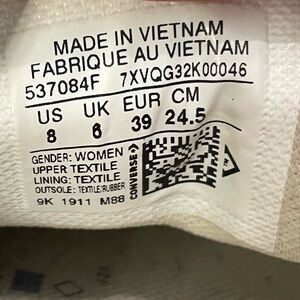 MADE IN VIETNAM
FABRIQUE AU VIETNAM
537084F 7XVQG32K00046
US UK EUR CM
8 6 39 24.5
GENDER: WOMEN
UPPER: TEXTILE
LINING: TEXTILE
OUTSOLE: TEXTILE/RUBBER
9K 1911 M88
CONVERSE